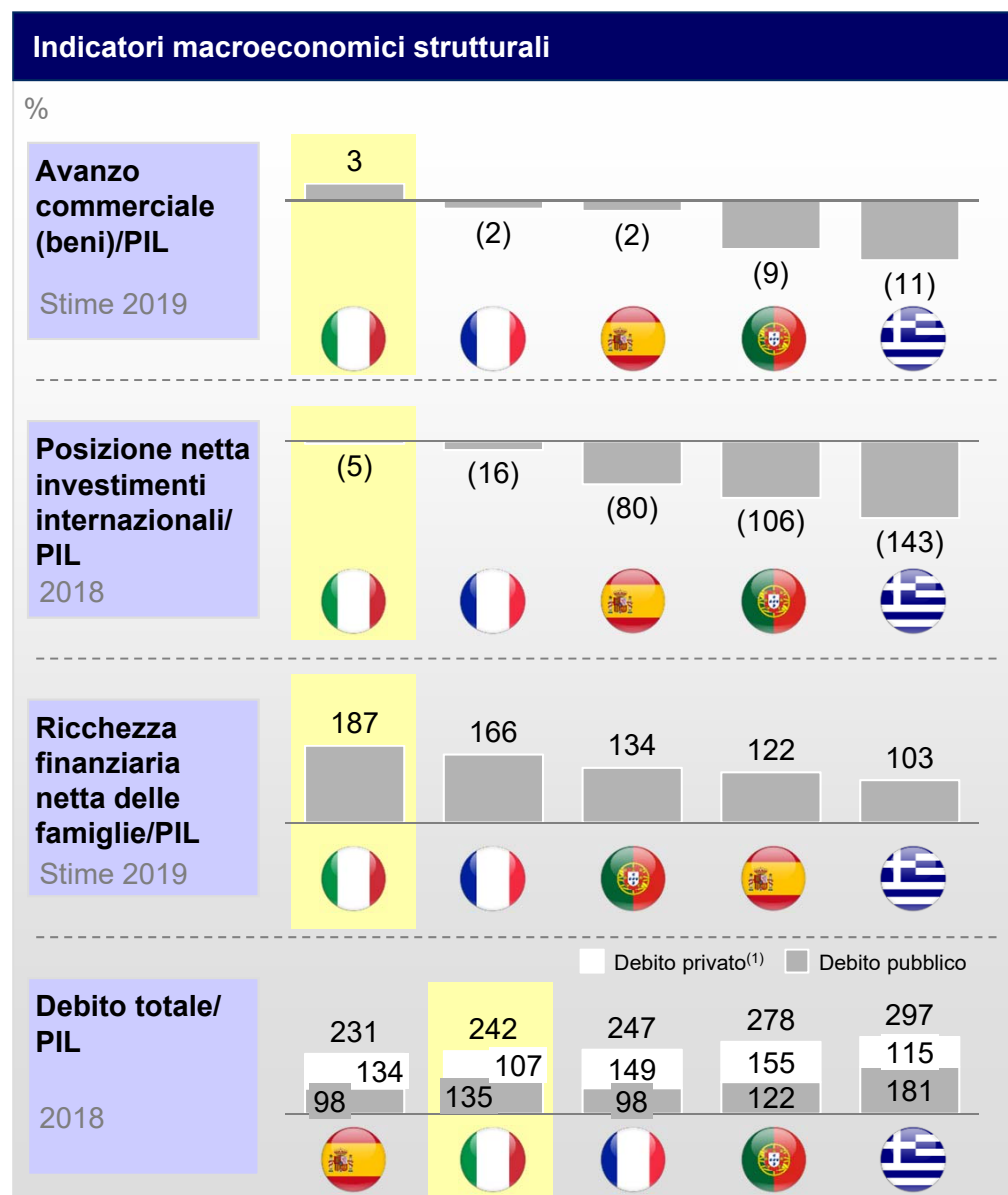 Indicatori macroeconomici strutturali
%
Avanzo
commerciale
(beni)/PIL
Stime 2019
3
(2)
(2)
(9)
(11)
Posizione netta
investimenti
internazionali/
PIL
2018
(5)
(16)
(80)
(106)
(143)
Ricchezza
finanziaria
netta delle
famiglie/PIL
Stime 2019
187
166
134
122
103
Debito privato(1) Debito pubblico
Debito totale/
PIL
2018
231
242
247
278
297
134
107
149
155
115
98
135
98
122
181